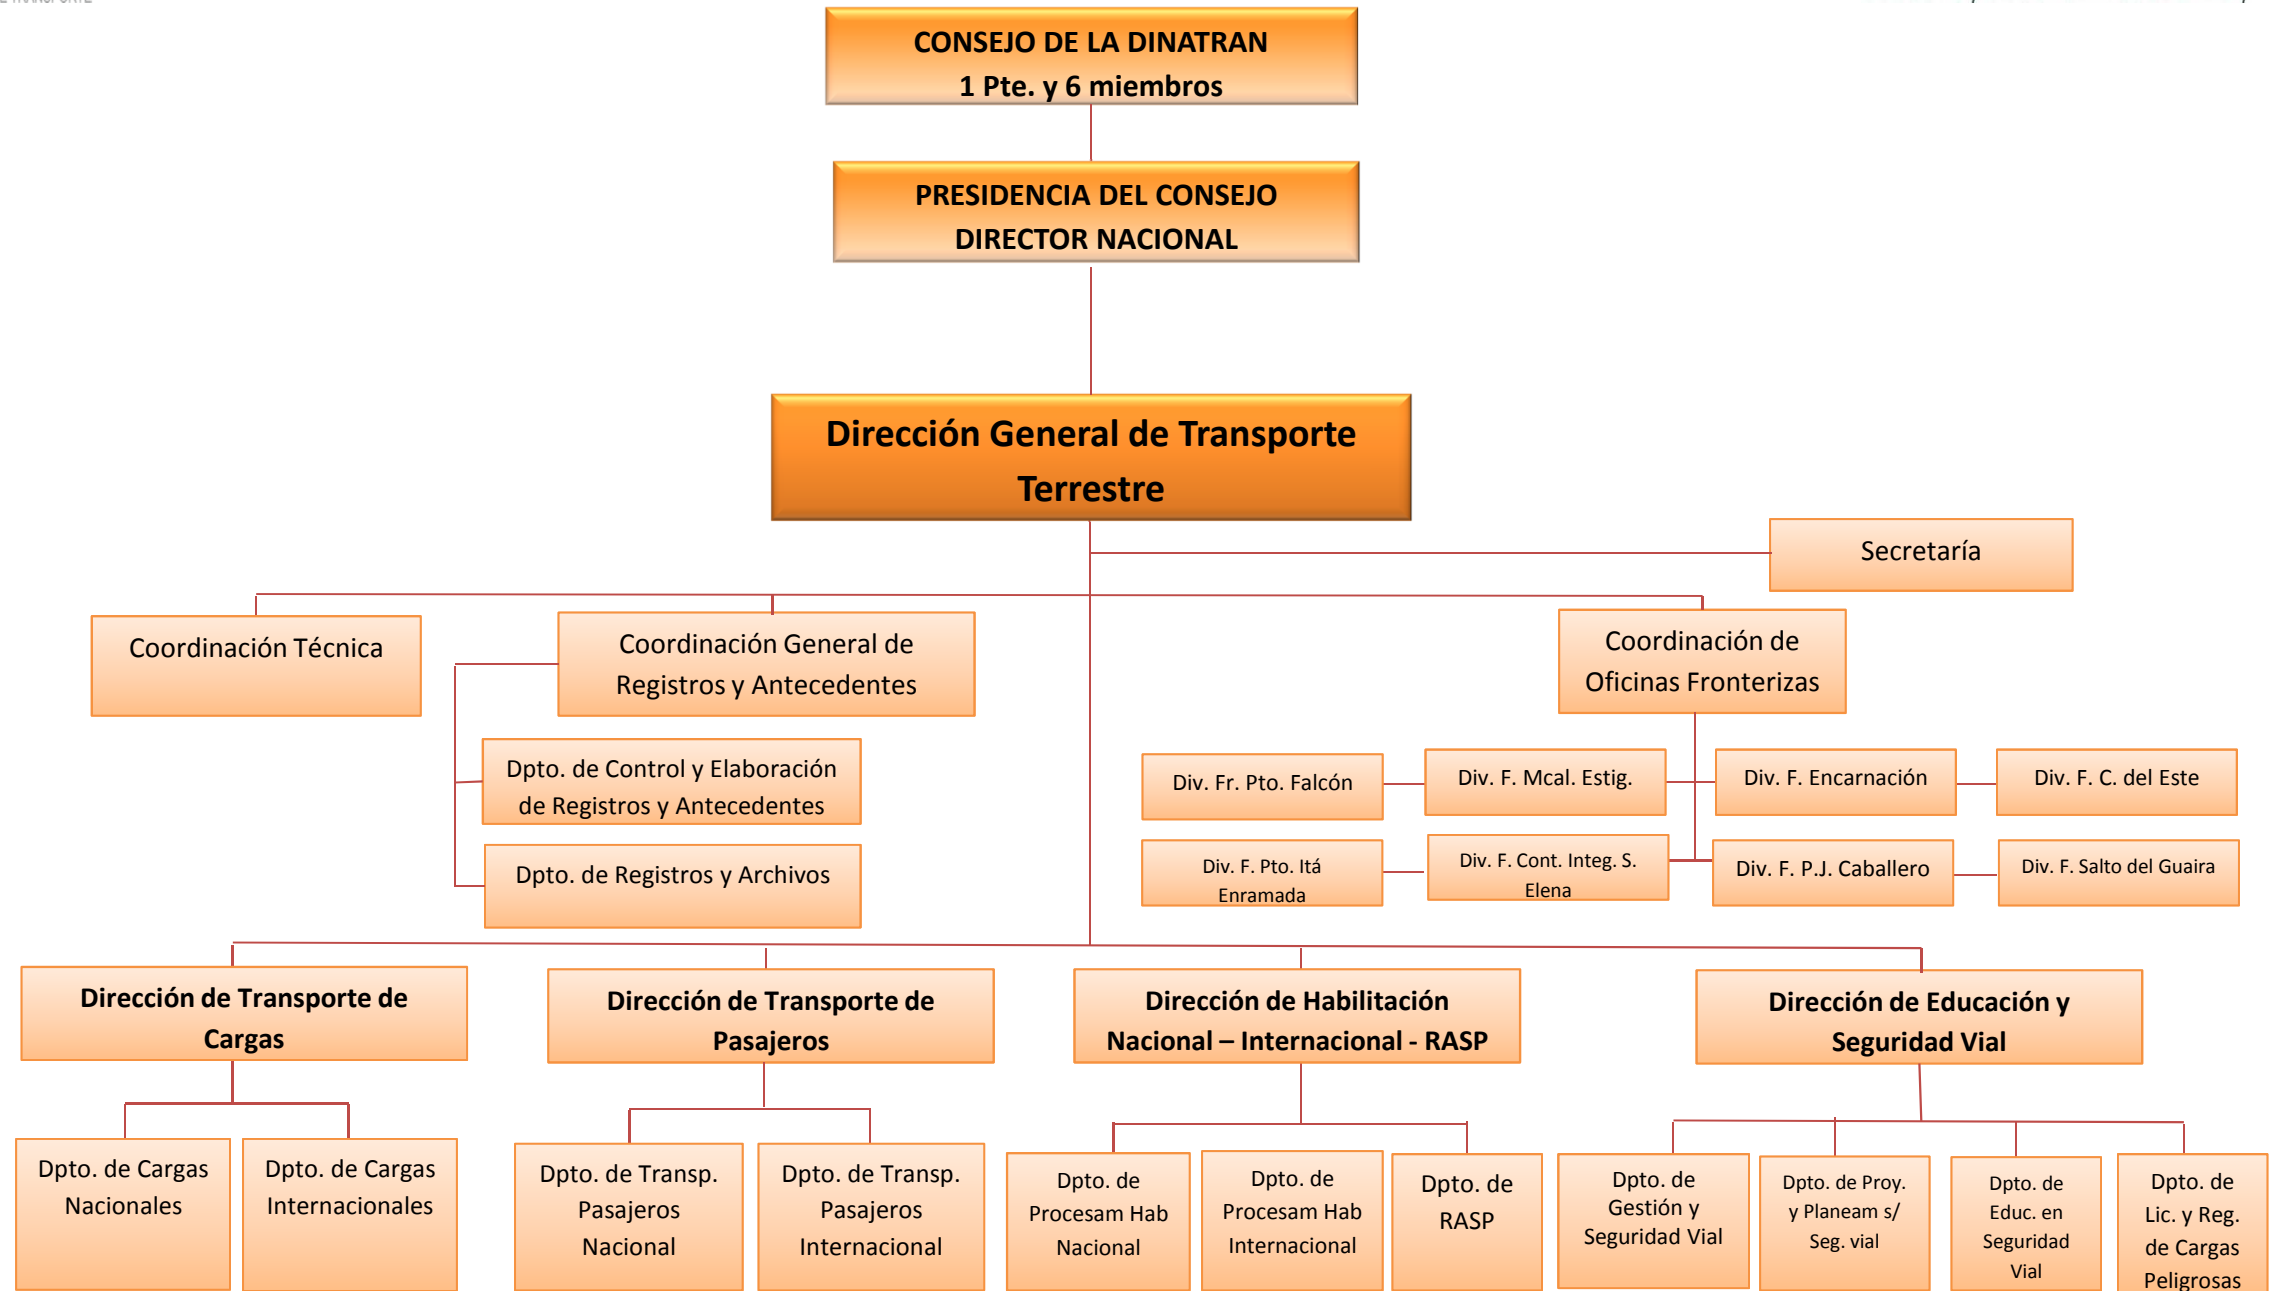 E TRANSPORTE
CONSEJO DE LA DINATRAN
1 Pte. y 6 miembros
PRESIDENCIA DEL CONSEJO
DIRECTOR NACIONAL
Dirección General de Transporte
Terrestre
Secretaría
Coordinación Técnica
Coordinación General de
Registros y Antecedentes
Coordinación de
Oficinas Fronterizas
Dpto. de Control y Elaboración
de Registros y Antecedentes
Dpto. de Registros y Archivos
Div. Fr. Pto. Falcón
Div. F. Mcal. Estig.
Div. F. Encarnación
Div. F. C. del Este
Div. F. Pto. Itá
Enramada
Div. F. Cont. Integ. S.
Elena
Div. F. P.J. Caballero
Div. F. Salto del Guaira
Dirección de Transporte de
Cargas
Dirección de Transporte de
Pasajeros
Dirección de Habilitación
Nacional – Internacional - RASP
Dirección de Educación y
Seguridad Vial
Dpto. de Cargas
Nacionales
Dpto. de Cargas
Internacionales
Dpto. de Transp.
Pasajeros
Nacional
Dpto. de Transp.
Pasajeros
Internacional
Dpto. de
Procesam Hab
Nacional
Dpto. de
Procesam Hab
Internacional
Dpto. de
RASP
Dpto. de
Gestión y
Seguridad Vial
Dpto. de Proy.
y Planeam s/
Seg. vial
Dpto. de
Educ. en
Seguridad
Vial
Dpto. de
Lic. y Reg.
de Cargas
Peligrosas